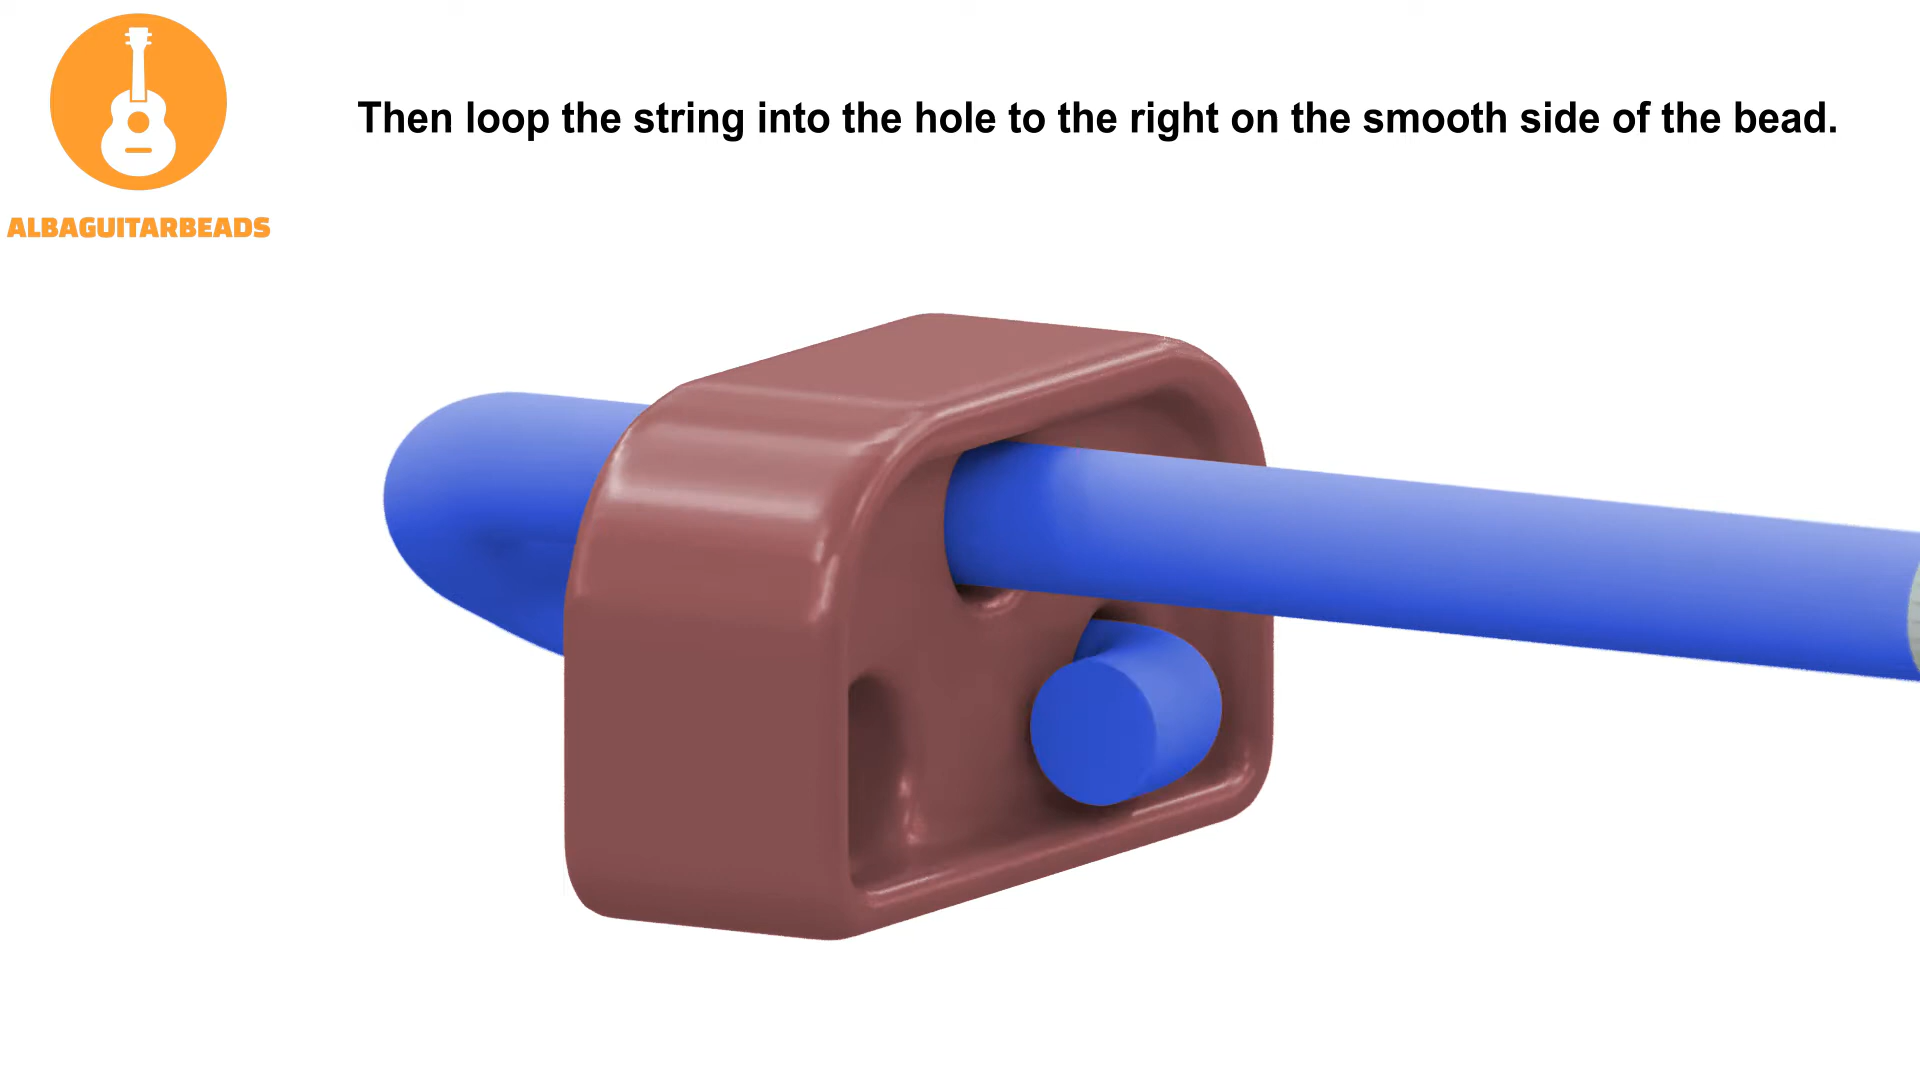 Then loop the string into the hole to the right on the smooth side of the bead.
ALBAGUITARBEADS